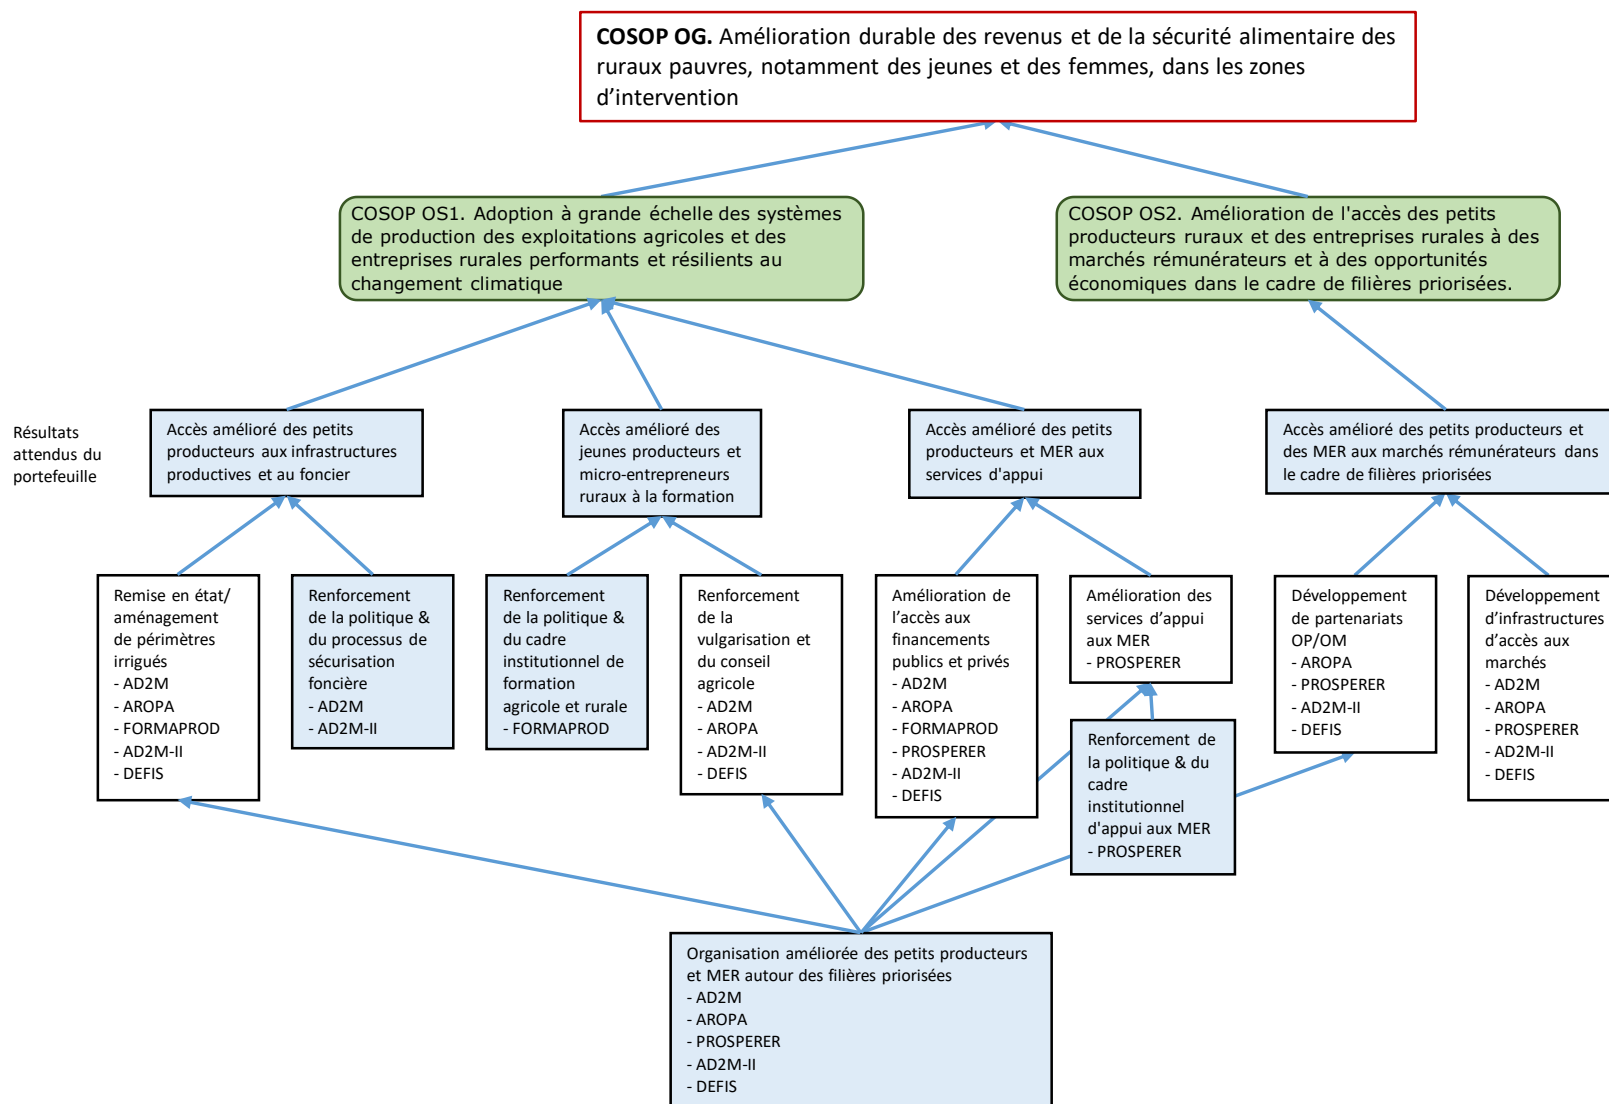 COSOP OG. Amélioration durable des revenus et de la sécurité alimentaire des
ruraux pauvres, notamment des jeunes et des femmes, dans les zones
d’intervention
COSOP OS1. Adoption à grande échelle des systèmes
de production des exploitations agricoles et des
entreprises rurales performants et résilients au
changement climatique
COSOP OS2. Amélioration de l'accès des petits
producteurs ruraux et des entreprises rurales à des
marchés rémunérateurs et à des opportunités
économiques dans le cadre de filières priorisées.
Résultats
attendus du
portefeuille
Accès amélioré des petits
producteurs aux infrastructures
productives et au foncier
Accès amélioré des
jeunes producteurs et
micro-entrepreneurs
ruraux à la formation
Accès amélioré des petits
producteurs et MER aux
services d'appui
Accès amélioré des petits producteurs et
des MER aux marchés rémunérateurs dans
le cadre de filières priorisées
Remise en état/
aménagement
de périmètres
irrigués
- AD2M
- AROPA
- FORMAPROD
- AD2M-II
- DEFIS
Renforcement
de la politique &
du processus de
sécurisation
foncière
- AD2M
- AD2M-II
Renforcement
de la politique &
du cadre
institutionnel de
formation
agricole et rurale
- FORMAPROD
Renforcement
de la
vulgarisation et
du conseil
agricole
- AD2M
- AROPA
- AD2M-II
- DEFIS
Amélioration de
l’accès aux
financements
publics et privés
- AD2M
- AROPA
- FORMAPROD
- PROSPERER
- AD2M-II
- DEFIS
Amélioration des
services d’appui
aux MER
- PROSPERER
Renforcement de
la politique & du
cadre
institutionnel
d'appui aux MER
- PROSPERER
Développement
de partenariats
OP/OM
- AROPA
- PROSPERER
- AD2M-II
- DEFIS
Développement
d’infrastructures
d’accès aux
marchés
- AD2M
- AROPA
- PROSPERER
- AD2M-II
- DEFIS
Organisation améliorée des petits producteurs
et MER autour des filières priorisées
- AD2M
- AROPA
- PROSPERER
- AD2M-II
- DEFIS